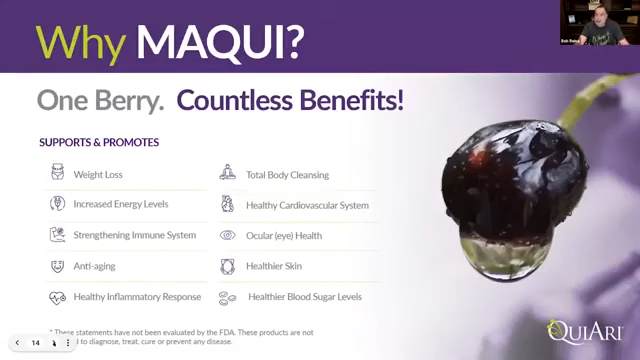 Why MAQUI?
One Berry. Countless Benefits!
SUPPORTS & PROMOTES
Weight Loss
Total Body Cleansing
Increased Energy Levels
Healthy Cardiovascular System
Strengthening Immune System
Ocular (eye) Health
Anti-aging
Healthier Skin
Healthy Inflammatory Response
Healthier Blood Sugar Levels
* These statements have not been evaluated by the FDA. These products are not
to diagnose, treat, cure or prevent any disease.
14
QUIARI
Bob